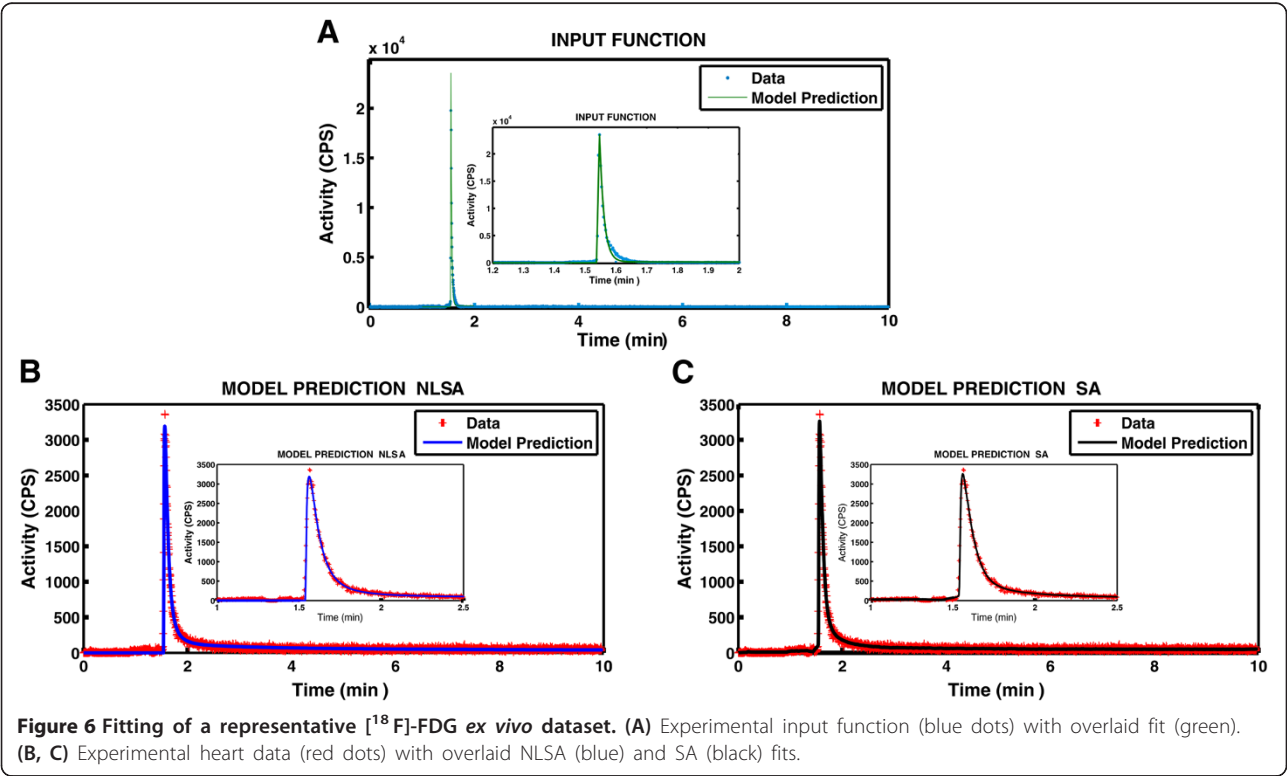 A
x 10⁴
INPUT FUNCTION
Data
Model Prediction
Activity (CPS)
2
1.5
1
0.5
0
0 2 4 6 8 10
Time (min)
INPUT FUNCTION
x 10⁴
Activity (CPS)
2
1.5
1
0.5
0
1.2 1.3 1.4 1.5 1.6 1.7 1.8 1.9 2
Time (min )
B
MODEL PREDICTION NLSA
Data
Model Prediction
Activity (CPS)
3500
3000
2500
2000
1500
1000
500
0
0 2 4 6 8 10
Time (min )
MODEL PREDICTION NLSA
Activity (CPS)
3500
3000
2500
2000
1500
1000
500
0
1 1.5 2 2.5
Time (min)
C
MODEL PREDICTION SA
Data
Model Prediction
Activity (CPS)
3500
3000
2500
2000
1500
1000
500
0
0 2 4 6 8 10
Time (min )
MODEL PREDICTION SA
Activity (CPS)
3500
3000
2500
2000
1500
1000
500
0
1 1.5 2 2.5
Time (min)
Figure 6 Fitting of a representative [¹⁸ F]-FDG ex vivo dataset. (A) Experimental input function (blue dots) with overlaid fit (green).
(B, C) Experimental heart data (red dots) with overlaid NLSA (blue) and SA (black) fits.